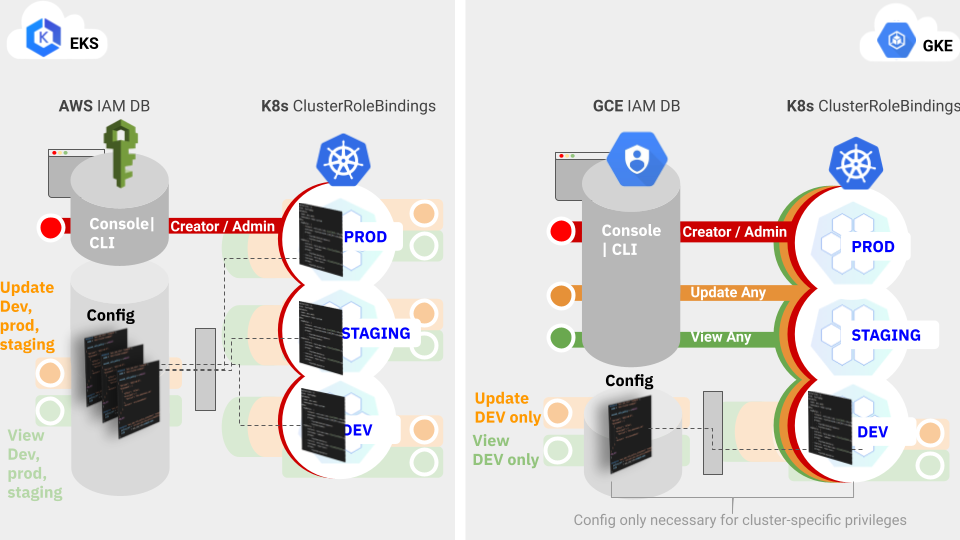 EKS
AWS IAM DB
K8s ClusterRoleBindings
Console|
CLI
Creator / Admin
PROD
Update
Dev,
prod,
staging
Config
STAGING
View
Dev,
prod,
staging
DEV
GKE
GCE IAM DB
K8s ClusterRoleBindings
Console
| CLI
Creator / Admin
PROD
Update Any
View Any
STAGING
Config
Update
DEV only
View
DEV only
DEV
Config only necessary for cluster-specific privileges